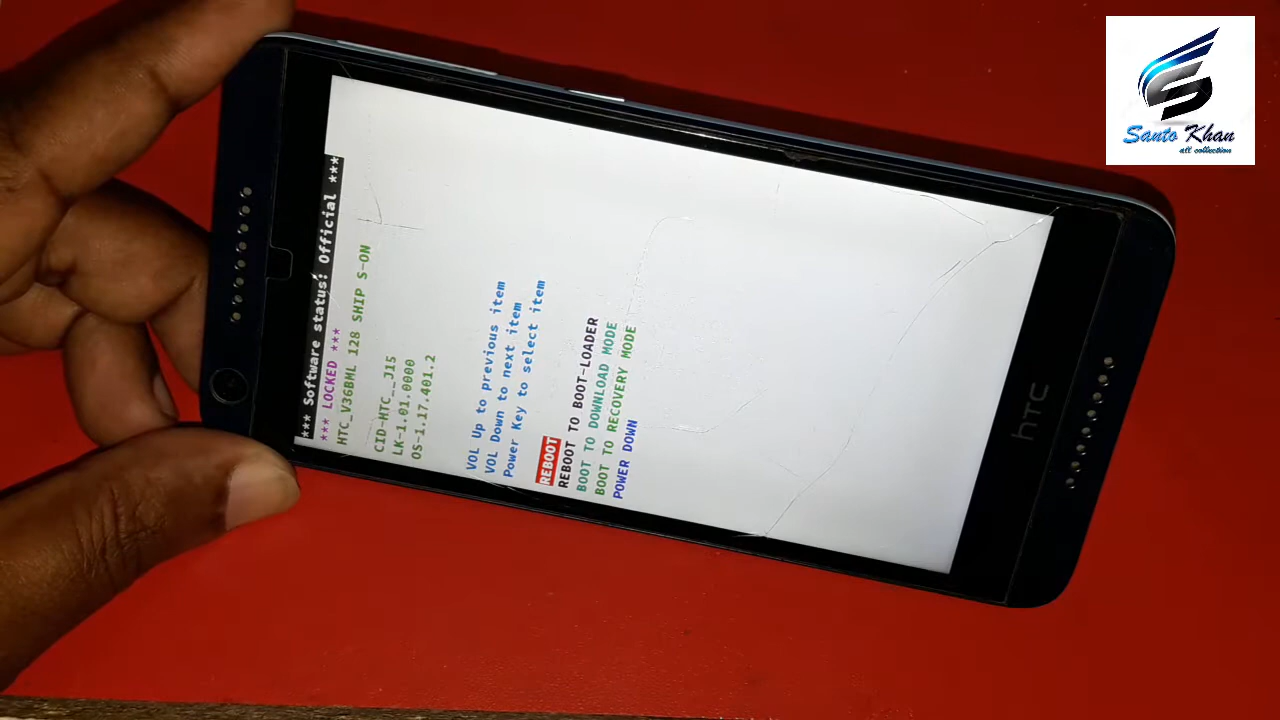 *** Software status: Official ***
*** LOCKED ***
HTC_V36BML 128 SHIP S-ON
CID-HTC__J15
LK-1.01.0000
OS-1.17.401.2
VOL Up to previous item
VOL Down to next item
Power Key to select item
REBOOT
REBOOT TO BOOT-LOADER
BOOT TO DOWNLOAD MODE
BOOT TO RECOVERY MODE
POWER DOWN
hTC
Santo Khan
all collection